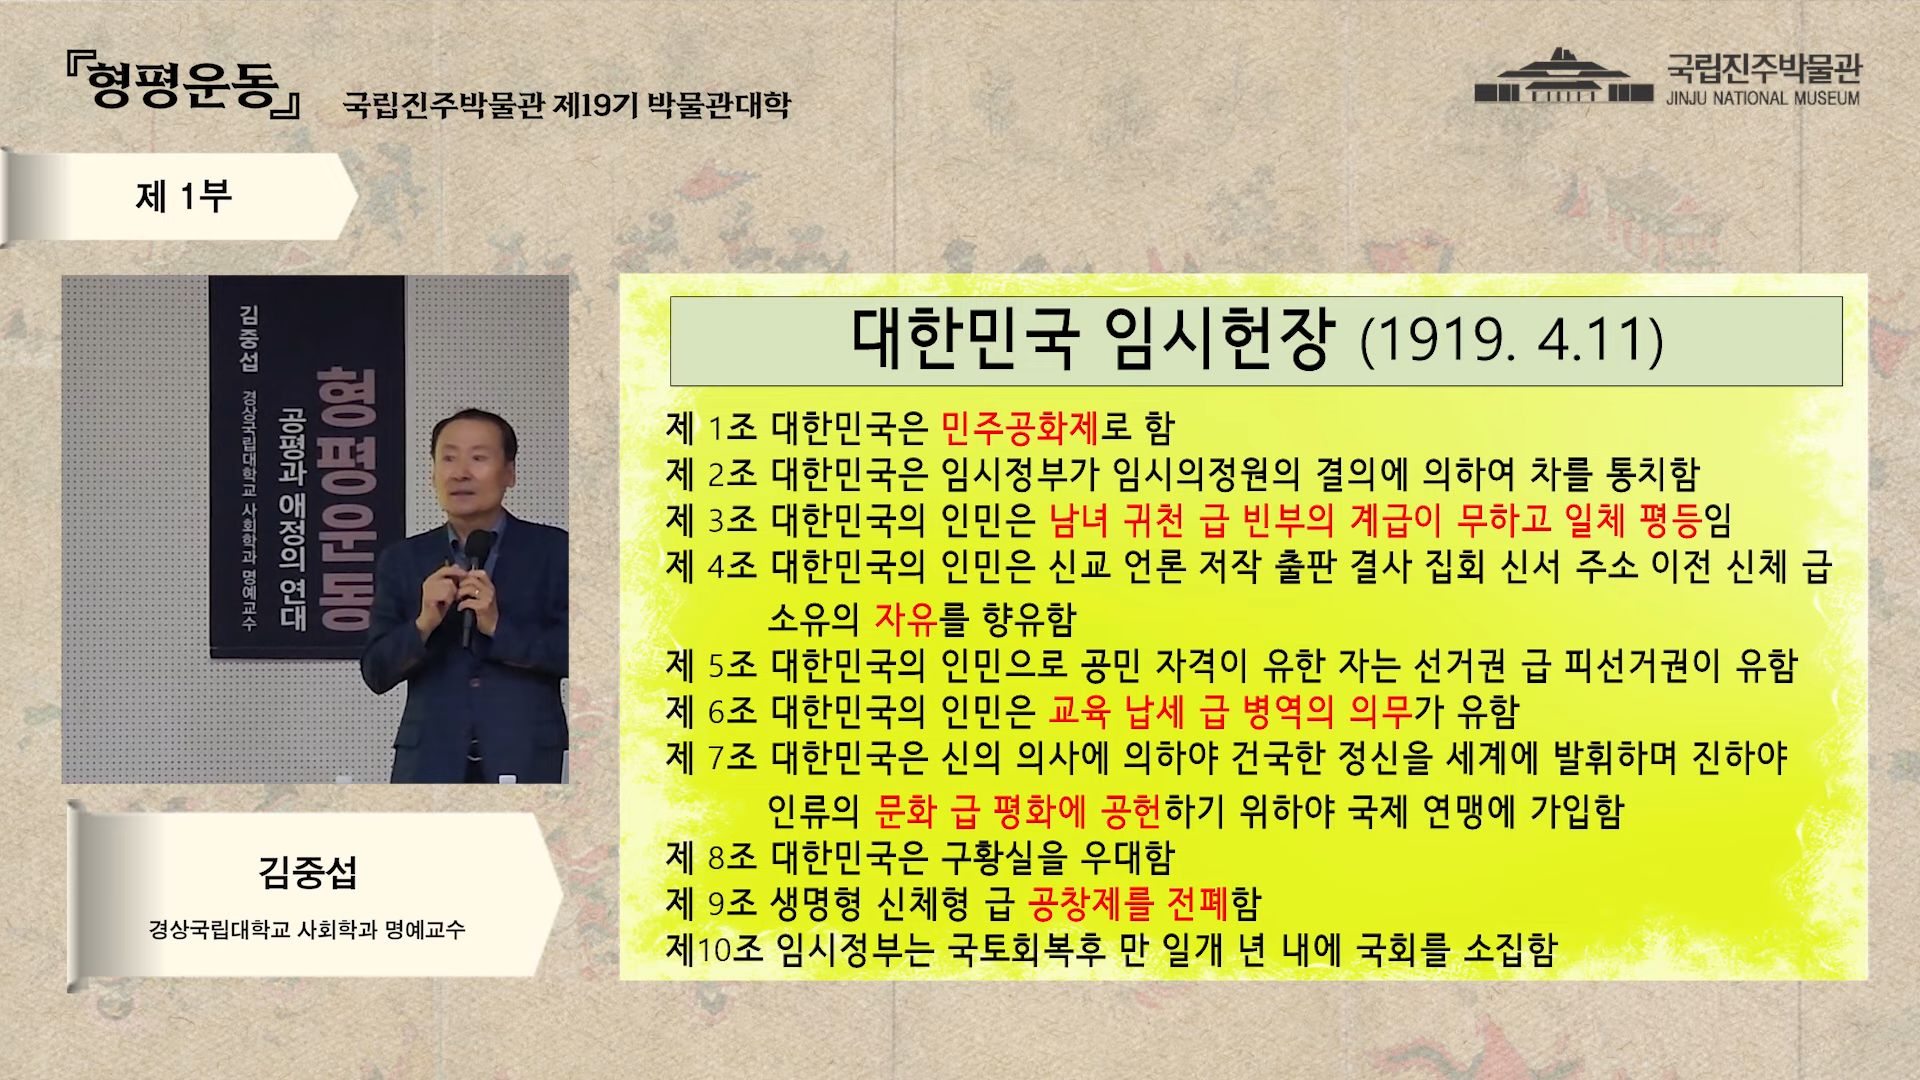 『형평운동』
국립진주박물관 제19기 박물관대학
국립진주박물관
JINJU NATIONAL MUSEUM
제 1부
김중섭
경상국립대학교 사회학과 명예교수
공평과 애정의 연대
형평운동
김중섭
경상국립대학교 사회학과 명예교수
대한민국 임시헌장 (1919. 4.11)
제 1조 대한민국은 민주공화제로 함
제 2조 대한민국은 임시정부가 임시의정원의 결의에 의하여 차를 통치함
제 3조 대한민국의 인민은 남녀 귀천 급 빈부의 계급이 무하고 일체 평등임
제 4조 대한민국의 인민은 신교 언론 저작 출판 결사 집회 신서 주소 이전 신체 급
소유의 자유를 향유함
제 5조 대한민국의 인민으로 공민 자격이 유한 자는 선거권 급 피선거권이 유함
제 6조 대한민국의 인민은 교육 납세 급 병역의 의무가 유함
제 7조 대한민국은 신의 의사에 의하야 건국한 정신을 세계에 발휘하며 진하야
인류의 문화 급 평화에 공헌하기 위하야 국제 연맹에 가입함
제 8조 대한민국은 구황실을 우대함
제 9조 생명형 신체형 급 공창제를 전폐함
제10조 임시정부는 국토회복후 만 일개 년 내에 국회를 소집함